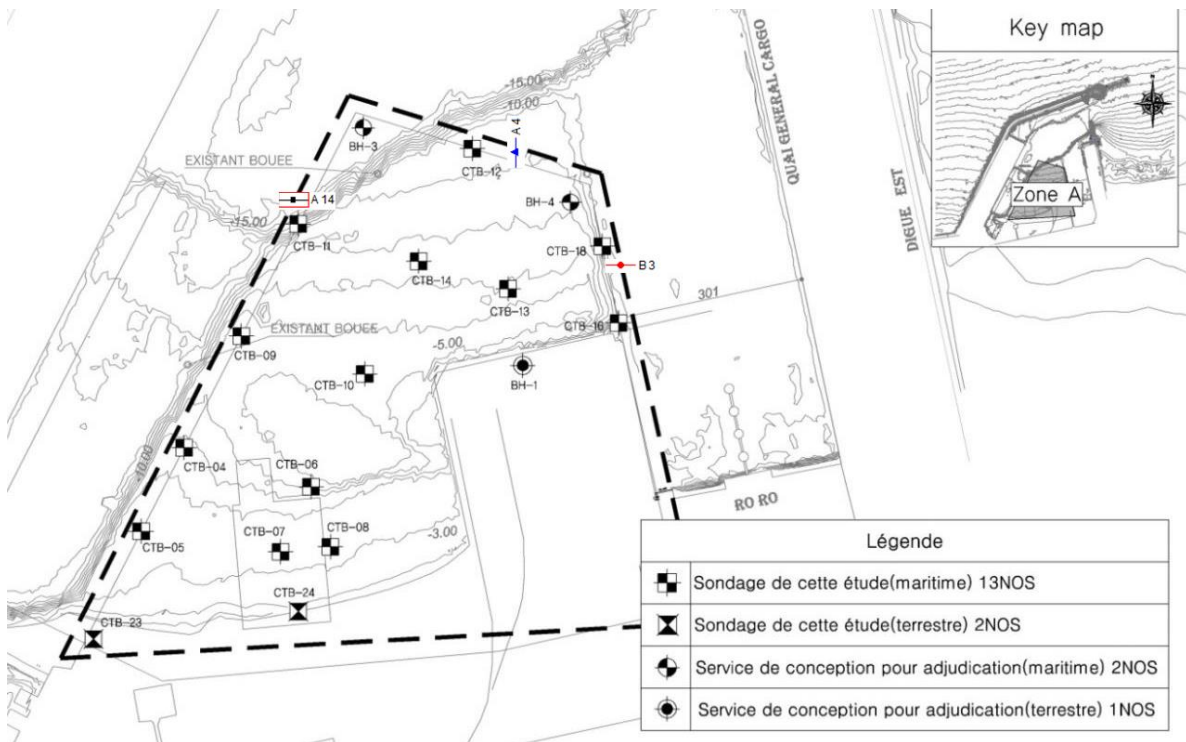 Key map
Zone A
-15.00
-10.00
A 4
BH-3
EXISTANT BOUEE
CTB-12
QUAI GENERAL CARGO
DIGUE EST
A 14
BH-4
-15.00
CTB-11
CTB-18
B 3
CTB-14
CTB-13
301
EXISTANT BOUEE
CTB-16
CTB-09
-5.00
CTB-10
BH-1
CTB-04
-10.00
CTB-06
RO RO
CTB-05
CTB-07
CTB-08
-3.00
CTB-24
CTB-23
Légende
Sondage de cette étude(maritime) 13NOS
Sondage de cette étude(terrestre) 2NOS
Service de conception pour adjudication(maritime) 2NOS
Service de conception pour adjudication(terrestre) 1NOS